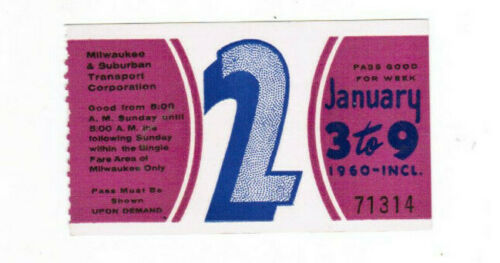 Milwaukee
& Suburban
Transport
Corporation
Good from 5:00
A. M. Sunday until
5:00 A. M. the
following Sunday
within the Single
Fare Area of
Milwaukee Only
Pass Must Be
Shown
UPON DEMAND
2
PASS GOOD
FOR WEEK
January
3 to 9
1960-INCL.
71314